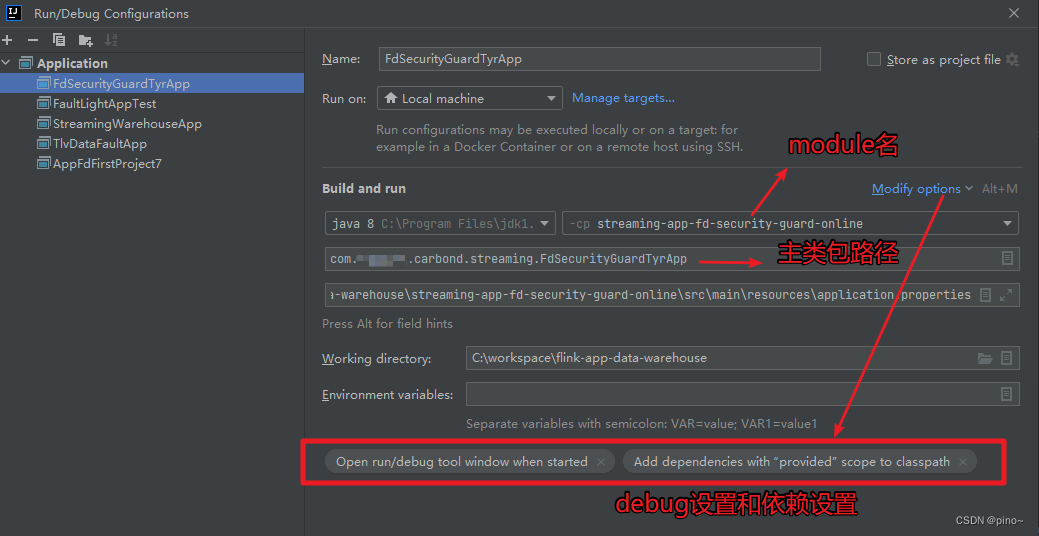 Run/Debug Configurations
Application
FdSecurityGuardTyrApp
FaultLightAppTest
StreamingWarehouseApp
TlvDataFaultApp
AppFdFirstProject7
Name:
FdSecurityGuardTyrApp
Store as project file
Run on:
Local machine
Manage targets...
Run configurations may be executed locally or on a target: for
example in a Docker Container or on a remote host using SSH.
module名
Build and run
Modify options
Alt+M
java 8 C:\Program Files\jdk1.
-cp streaming-app-fd-security-guard-online
主类包路径
com. .carbond.streaming.FdSecurityGuardTyrApp
a-warehouse\streaming-app-fd-security-guard-online\src\main\resources\application.properties
Press Alt for field hints
Working directory:
C:\workspace\flink-app-data-warehouse
Environment variables:
Separate variables with semicolon: VAR=value; VAR1=value1
Open run/debug tool window when started ×
Add dependencies with “provided” scope to classpath ×
debug设置和依赖设置
CSDN @pino~